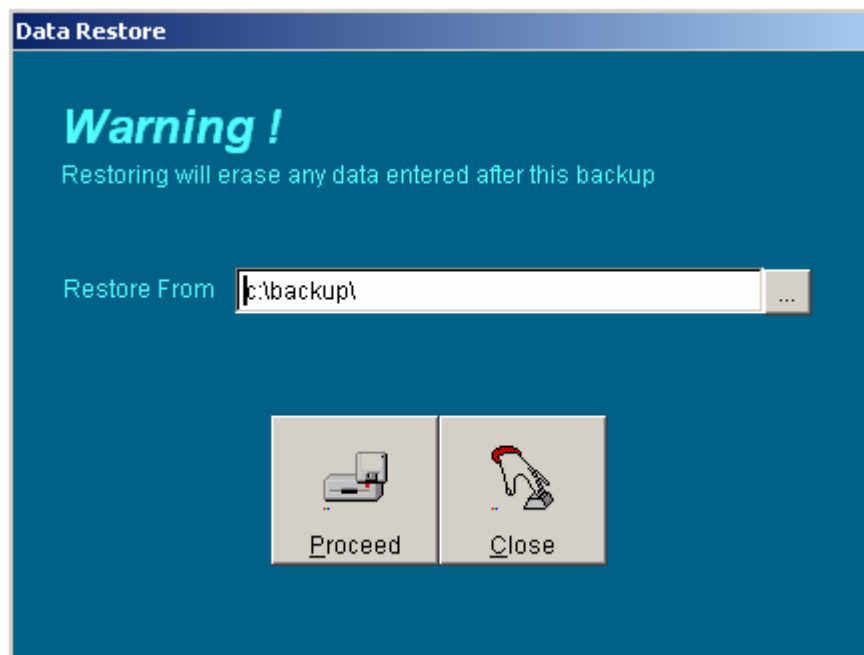 Data Restore
Warning !
Restoring will erase any data entered after this backup
Restore From c:\backup\ ...
Proceed Close